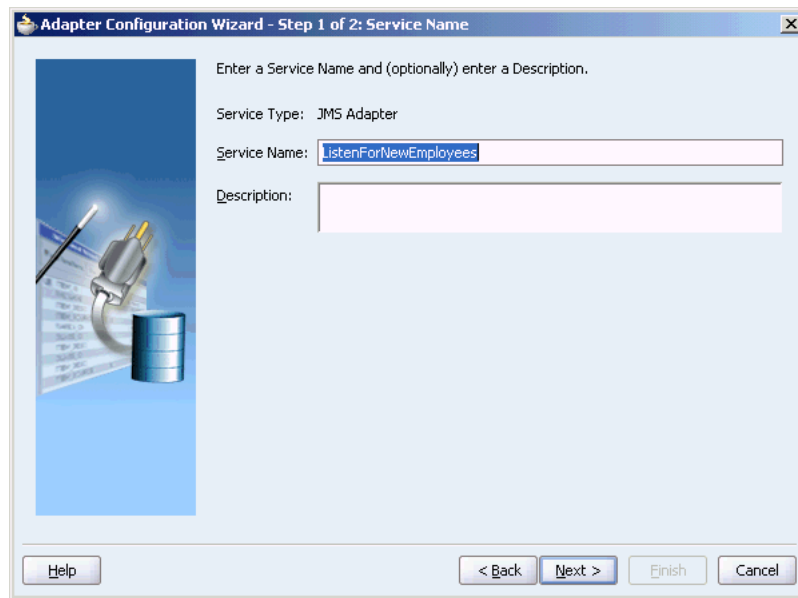 Adapter Configuration Wizard - Step 1 of 2: Service Name
Enter a Service Name and (optionally) enter a Description.
Service Type: JMS Adapter
Service Name: ListenForNewEmployees
Description:
Help < Back Next > Finish Cancel